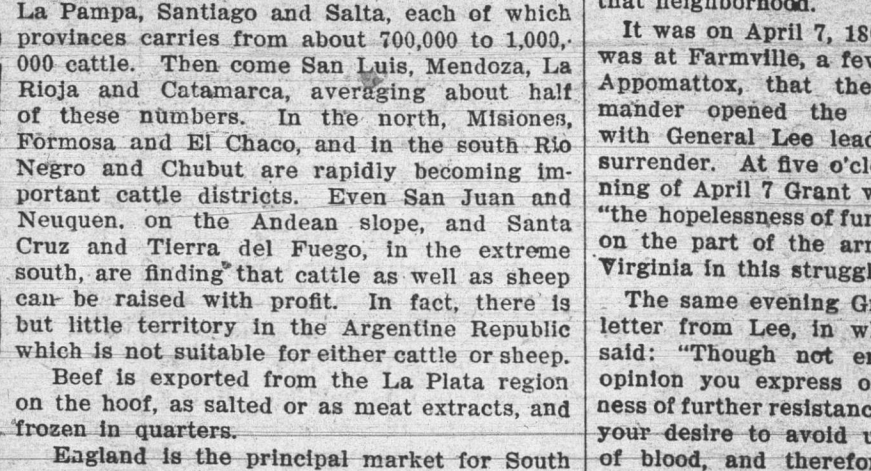 La Pampa, Santiago and Salta, each of which
provinces carries from about 700,000 to 1,000,-
000 cattle. Then come San Luis, Mendoza, La
Rioja and Catamarca, averaging about half
of these numbers. In the north, Misiones,
Formosa and El Chaco, and in the south Rio
Negro and Chubut are rapidly becoming im-
portant cattle districts. Even San Juan and
Neuquen, on the Andean slope, and Santa
Cruz and Tierra del Fuego, in the extreme
south, are finding that cattle as well as sheep
can be raised with profit. In fact, there is
but little territory in the Argentine Republic
which is not suitable for either cattle or sheep.
Beef is exported from the La Plata region
on the hoof, as salted or as meat extracts, and
frozen in quarters.
England is the principal market for South
that neighborhood.
It was on April 7, 18
was at Farmville, a few
Appomattox, that the
mander opened the
with General Lee lead
surrender. At five o'cl
ning of April 7 Grant w
"the hopelessness of fur
on the part of the arm
Virginia in this struggl
The same evening Gr
letter from Lee, in w
said: "Though not en
opinion you express o
ness of further resistanc
your desire to avoid u
of blood, and therefor